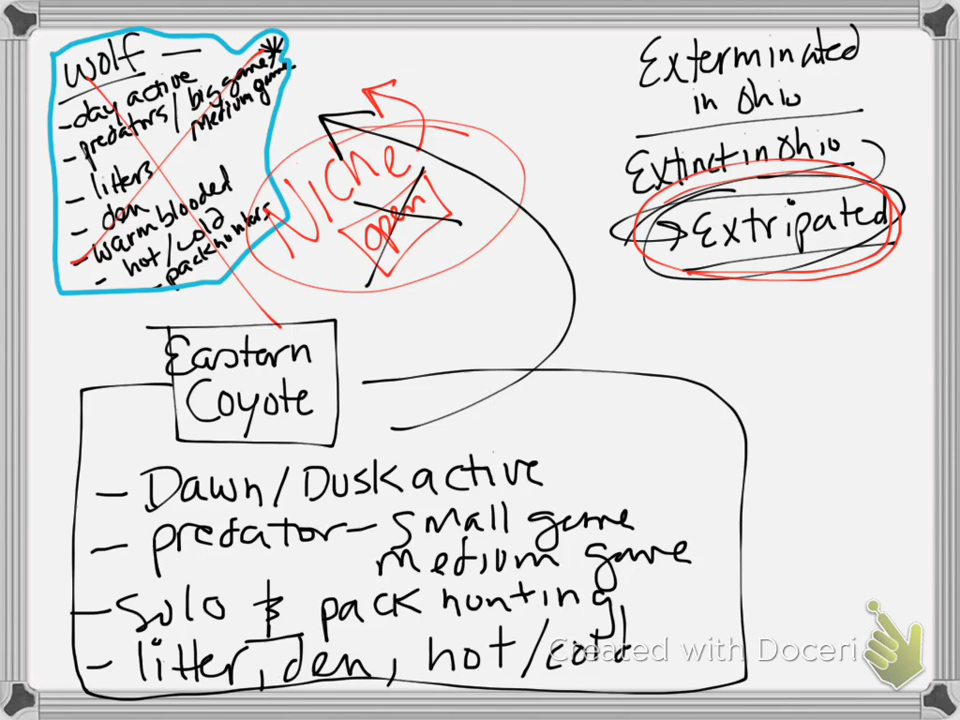 wolf —
- day active
- predators / big game
medium game
- litters
- den
- warm blooded
- hot / cold
- pack hunters
Niche
open
Exterminated
in Ohio
Extinct in Ohio
Extripated
Eastern
Coyote
- Dawn / Dusk active
- predator - small game
medium game
- Solo & pack hunting
- litter, den, hot / cold
Created with Doceri